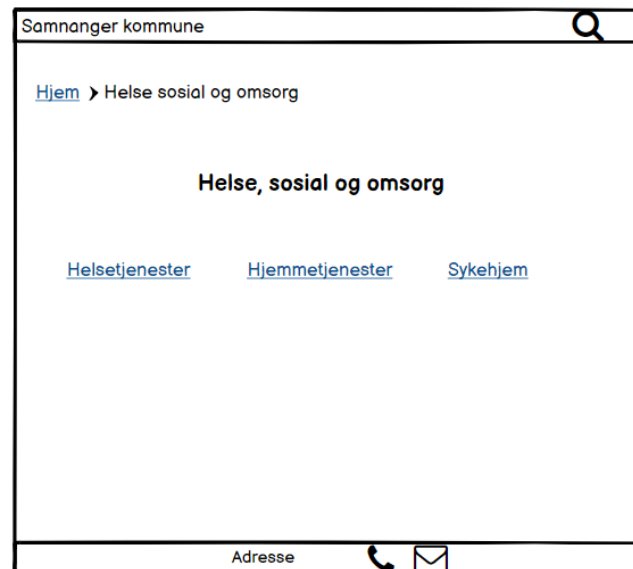 Samnanger kommune
Hjem > Helse sosial og omsorg
Helse, sosial og omsorg
Helsetjenester Hjemmetjenester Sykehjem
Adresse